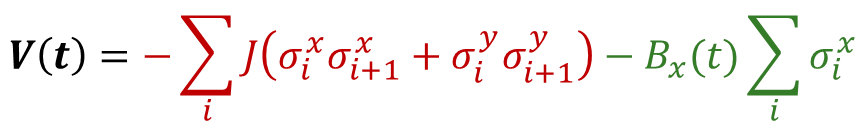 V(t) = − ∑ᵢ J(σᵢˣσᵢ₊₁ˣ + σᵢʸσᵢ₊₁ʸ) − Bₓ(t) ∑ᵢ σᵢˣ